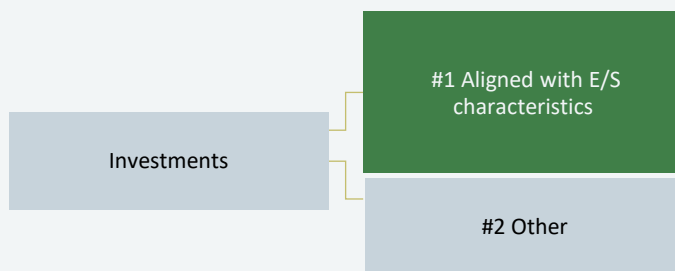 #1 Aligned with E/S
characteristics
Investments
#2 Other